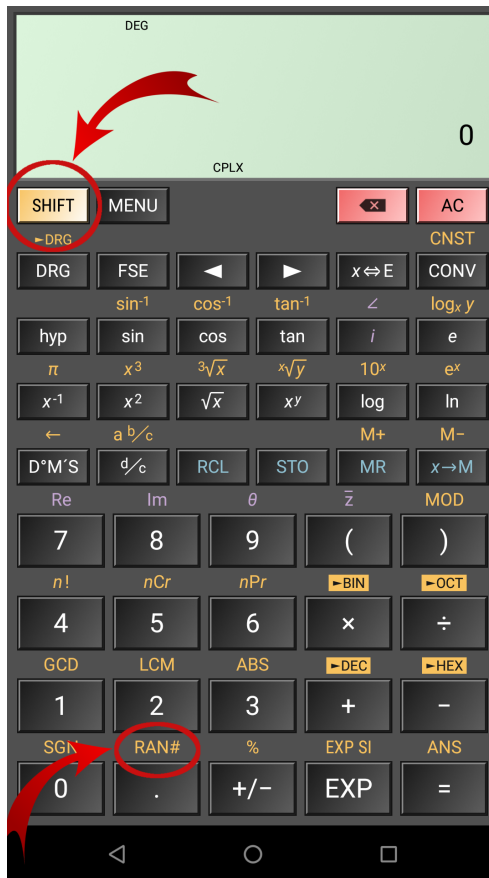 DEG
0
CPLX
SHIFT MENU AC
►DRG CNST
DRG FSE ◄ ► x⇔E CONV
sin-1 cos-1 tan-1 ∠ logx y
hyp sin cos tan i e
π x3 3√x x√y 10x ex
x-1 x2 √x xy log ln
← a b/c M+ M−
D°M´S d/c RCL STO MR x→M
Re Im θ z̅ MOD
7 8 9 ( )
n! nCr nPr ►BIN ►OCT
4 5 6 × ÷
GCD LCM ABS ►DEC ►HEX
1 2 3 + −
SGN RAN# % EXP SI ANS
0 . +/− EXP =